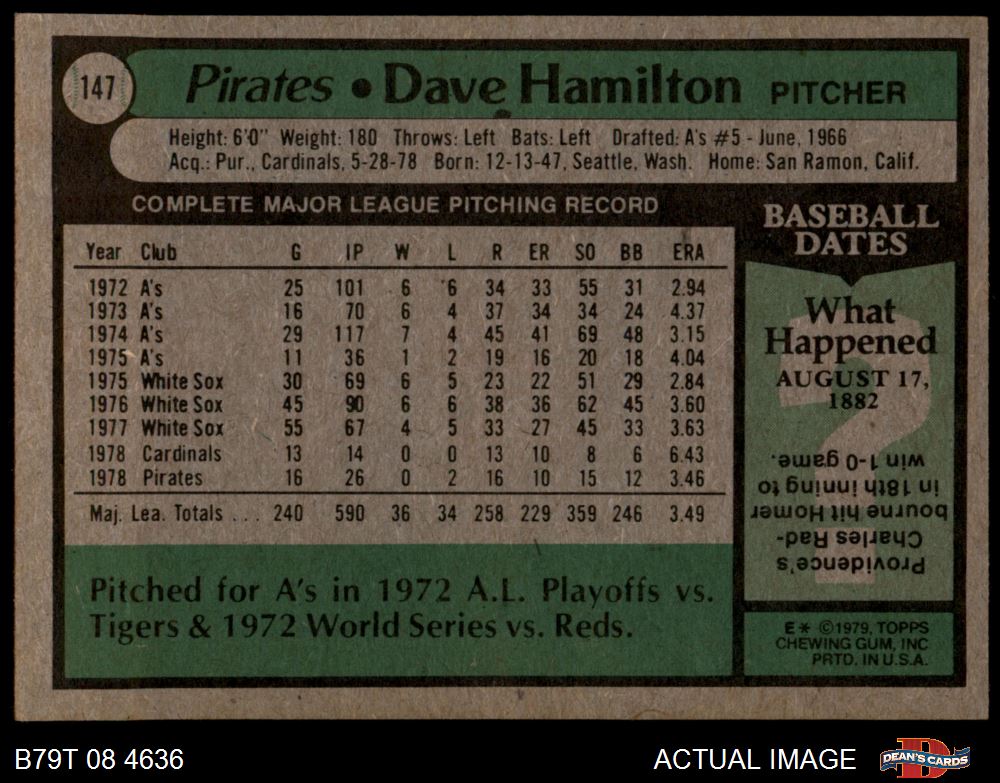 147
Pirates • Dave Hamilton PITCHER
Height: 6'0" Weight: 180 Throws: Left Bats: Left Drafted: A's #5 - June, 1966
Acq.: Pur., Cardinals, 5-28-78 Born: 12-13-47, Seattle, Wash. Home: San Ramon, Calif.
COMPLETE MAJOR LEAGUE PITCHING RECORD
Year Club G IP W L R ER SO BB ERA
1972 A's 25 101 6 6 34 33 55 31 2.94
1973 A's 16 70 6 4 37 34 34 24 4.37
1974 A's 29 117 7 4 45 41 69 48 3.15
1975 A's 11 36 1 2 19 16 20 18 4.04
1975 White Sox 30 69 6 5 23 22 51 29 2.84
1976 White Sox 45 90 6 6 38 36 62 45 3.60
1977 White Sox 55 67 4 5 33 27 45 33 3.63
1978 Cardinals 13 14 0 0 13 10 8 6 6.43
1978 Pirates 16 26 0 2 16 10 15 12 3.46
Maj. Lea. Totals ... 240 590 36 34 258 229 359 246 3.49
Pitched for A's in 1972 A.L. Playoffs vs.
Tigers & 1972 World Series vs. Reds.
BASEBALL
DATES
?
What
Happened
AUGUST 17,
1882
Providence's
Charles Rad-
bourne hit Homer
in 18th inning to
win 1-0 game.
E* ©1979, TOPPS
CHEWING GUM, INC
PRTD. IN U.S.A.
B79T 08 4636
ACTUAL IMAGE
D
DEAN'S CARDS